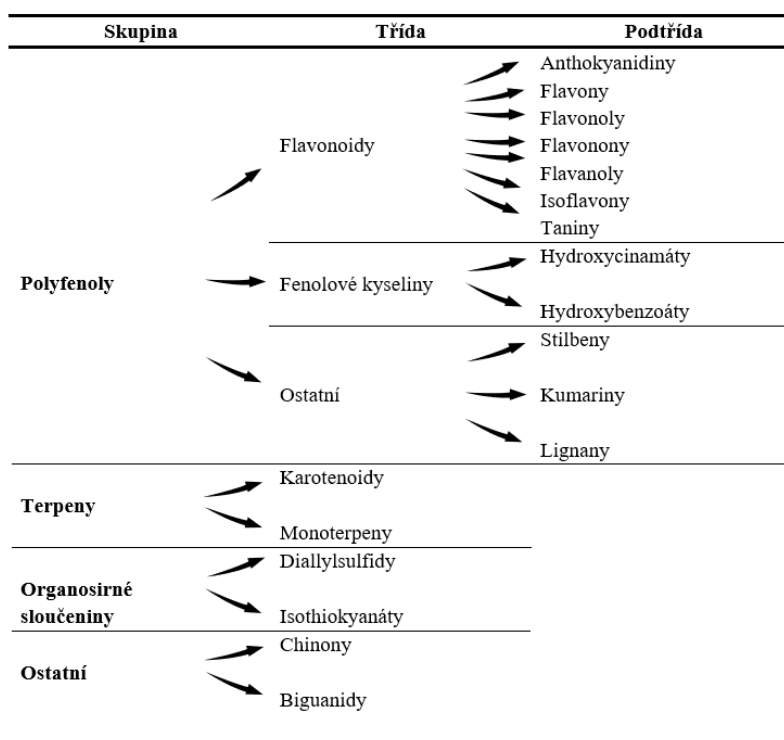 Skupina Třída Podtřída
Anthokyanidiny
Flavony
Flavonoly
Flavonoidy Flavonony
Flavanoly
Isoflavony
Taniny
Hydroxycinamáty
Polyfenoly Fenolové kyseliny
Hydroxybenzoáty
Stilbeny
Ostatní Kumariny
Lignany
Karotenoidy
Terpeny
Monoterpeny
Diallylsulfidy
Organosirné
sloučeniny Isothiokyanáty
Chinony
Ostatní
Biguanidy